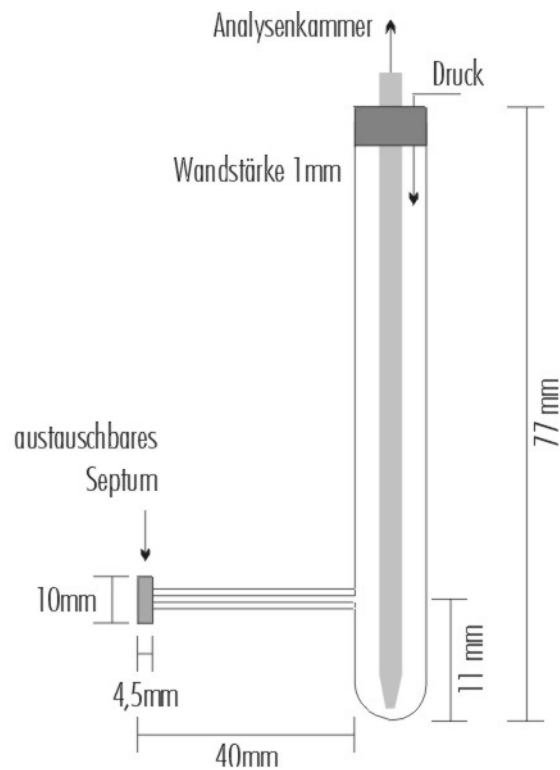 Analysenkammer
Druck
Wandstärke 1mm
77 mm
austauschbares
Septum
10mm
11 mm
4,5mm
40mm